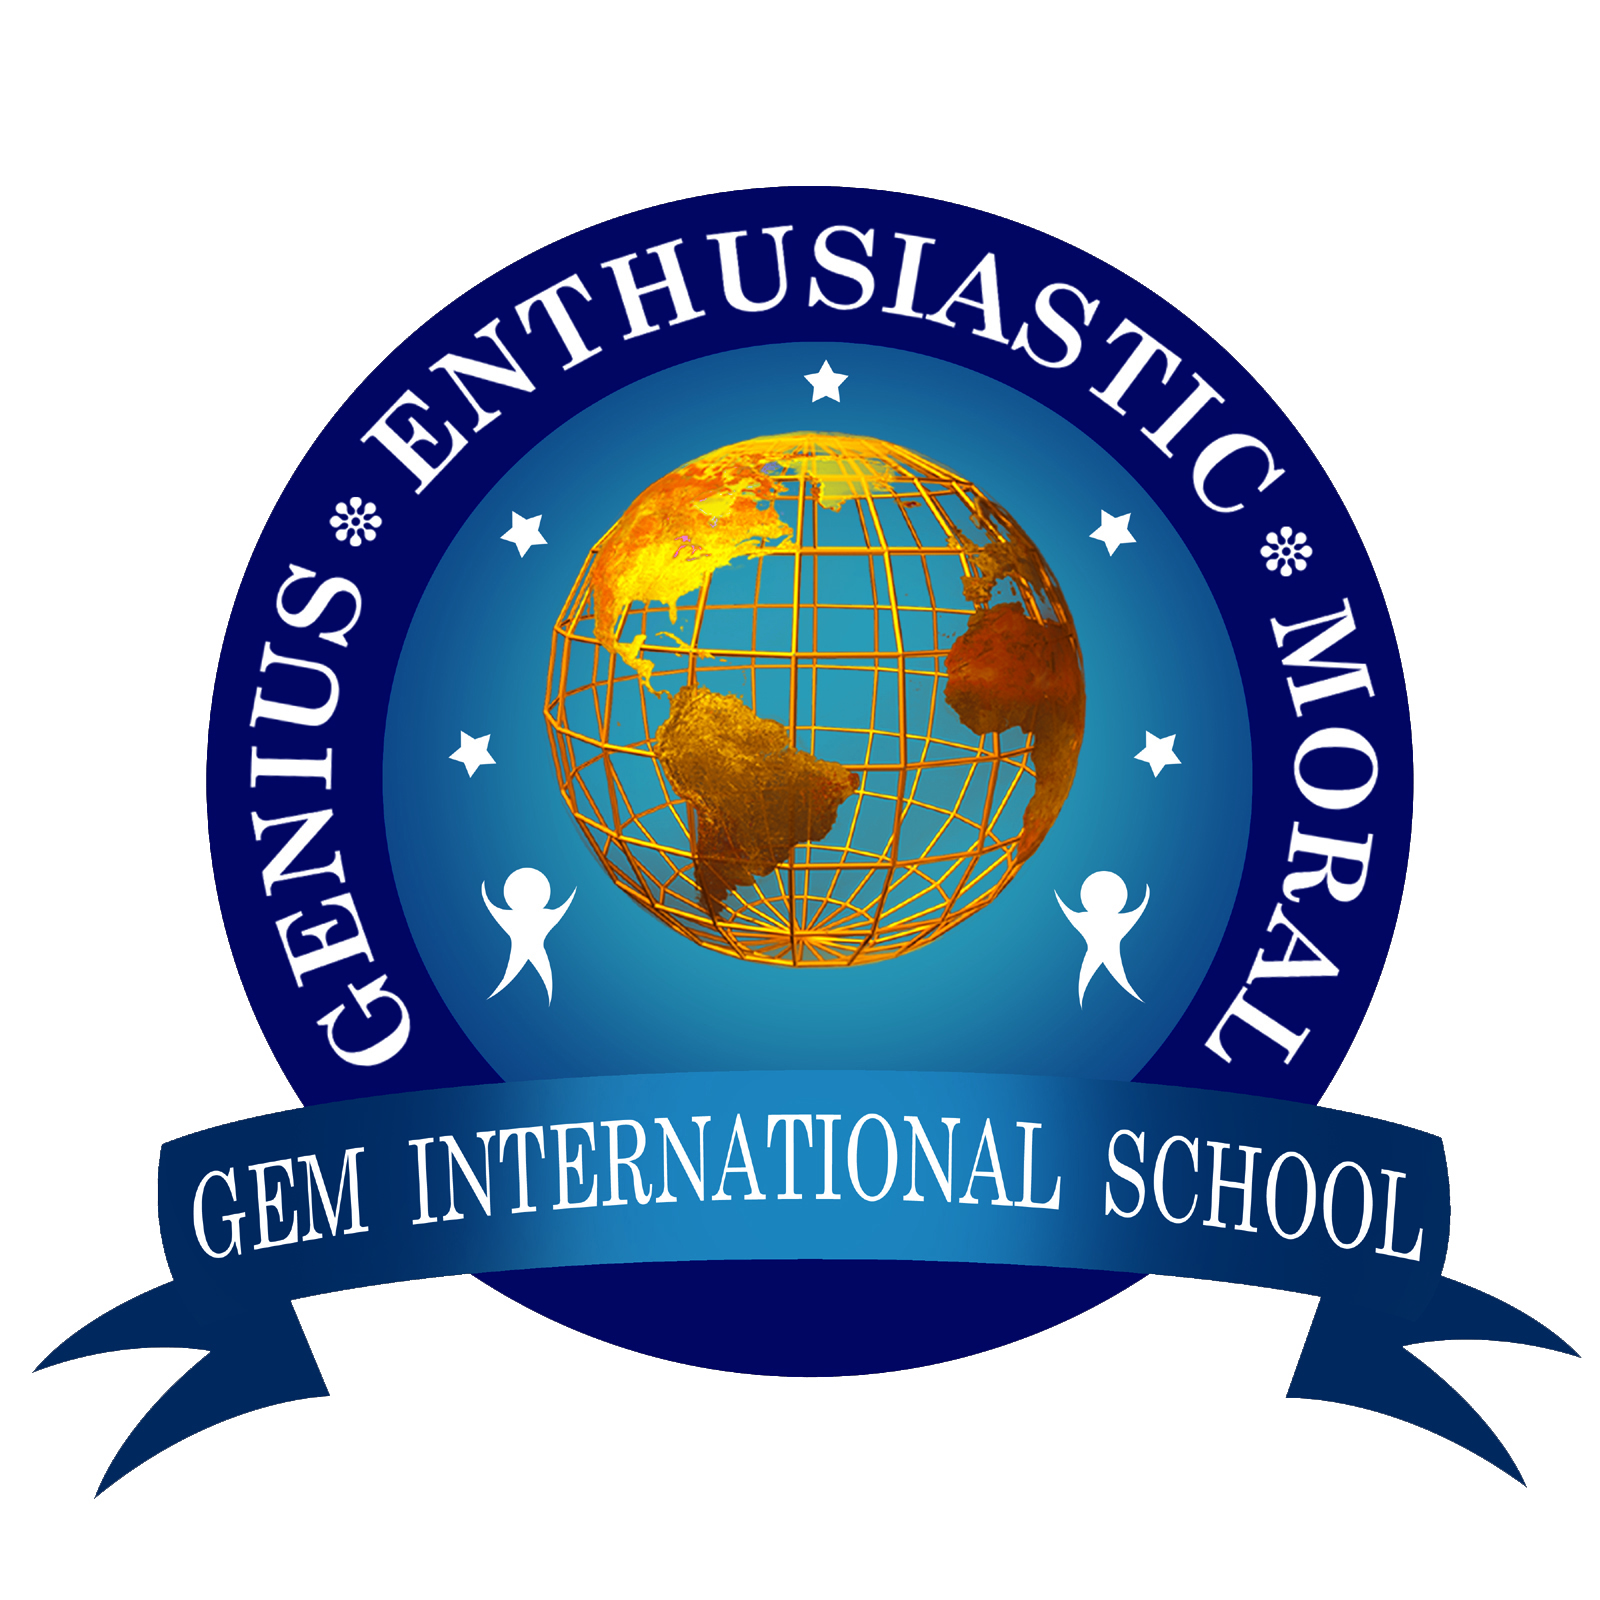 GENIUS ❉ ENTHUSIASTIC ❉ MORAL
GEM INTERNATIONAL SCHOOL